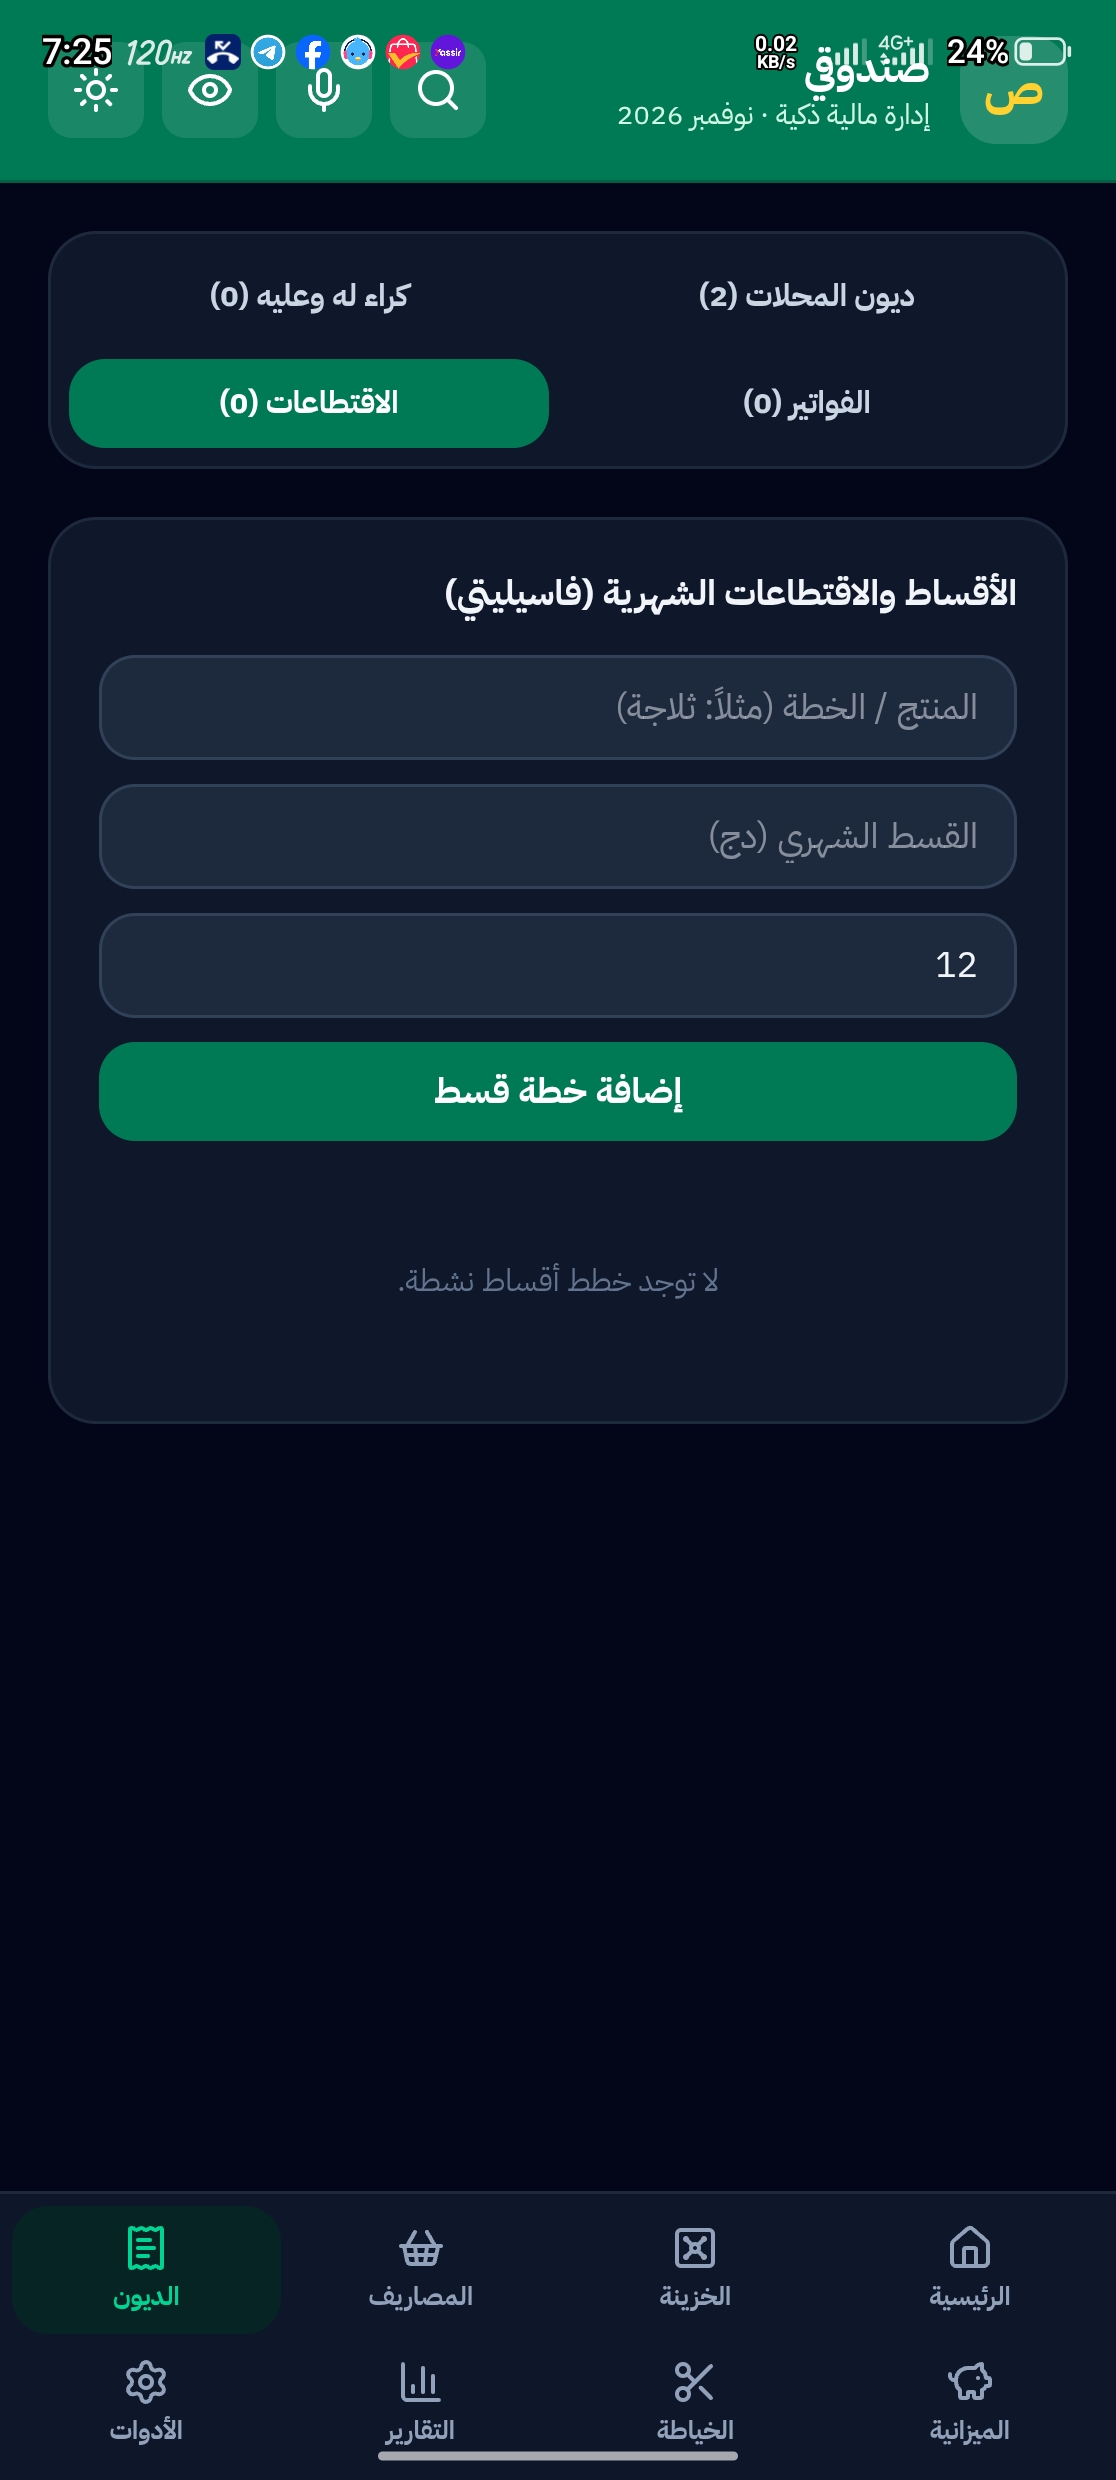 7:25 120HZ 0.02 KB/s 4G+ 24%
ص
صندوقي
إدارة مالية ذكية · نوفمبر 2026
ديون المحلات (2)
كراء له وعليه (0)
الفواتير (0)
الاقتطاعات (0)
الأقساط والاقتطاعات الشهرية (فاسيليتي)
المنتج / الخطة (مثلاً: ثلاجة)
القسط الشهري (دج)
12
إضافة خطة قسط
لا توجد خطط أقساط نشطة.
الرئيسية
الخزينة
المصاريف
الديون
الميزانية
الخياطة
التقارير
الأدوات